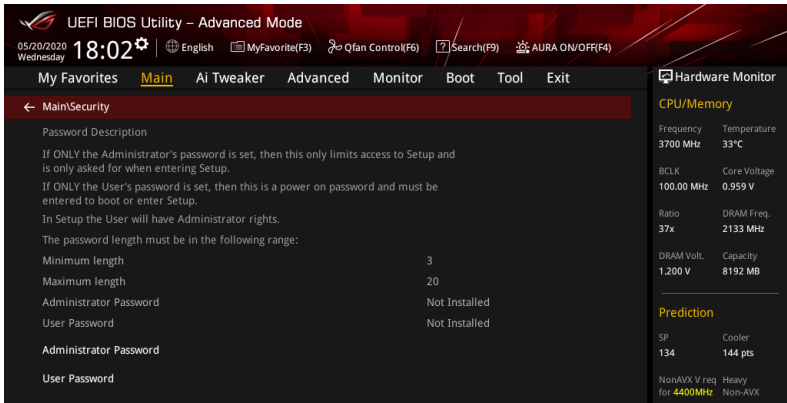 UEFI BIOS Utility – Advanced Mode
05/20/2020
Wednesday
18:02
English
MyFavorite(F3)
Qfan Control(F6)
? Search(F9)
AURA ON/OFF(F4)
My Favorites Main Ai Tweaker Advanced Monitor Boot Tool Exit
Hardware Monitor
← Main\Security
Password Description
If ONLY the Administrator's password is set, then this only limits access to Setup and
is only asked for when entering Setup.
If ONLY the User's password is set, then this is a power on password and must be
entered to boot or enter Setup.
In Setup the User will have Administrator rights.
The password length must be in the following range:
Minimum length 3
Maximum length 20
Administrator Password Not Installed
User Password Not Installed
Administrator Password
User Password
CPU/Memory
Frequency Temperature
3700 MHz 33°C
BCLK Core Voltage
100.00 MHz 0.959 V
Ratio DRAM Freq.
37x 2133 MHz
DRAM Volt. Capacity
1.200 V 8192 MB
Prediction
SP Cooler
134 144 pts
NonAVX V req Heavy
for 4400MHz Non-AVX